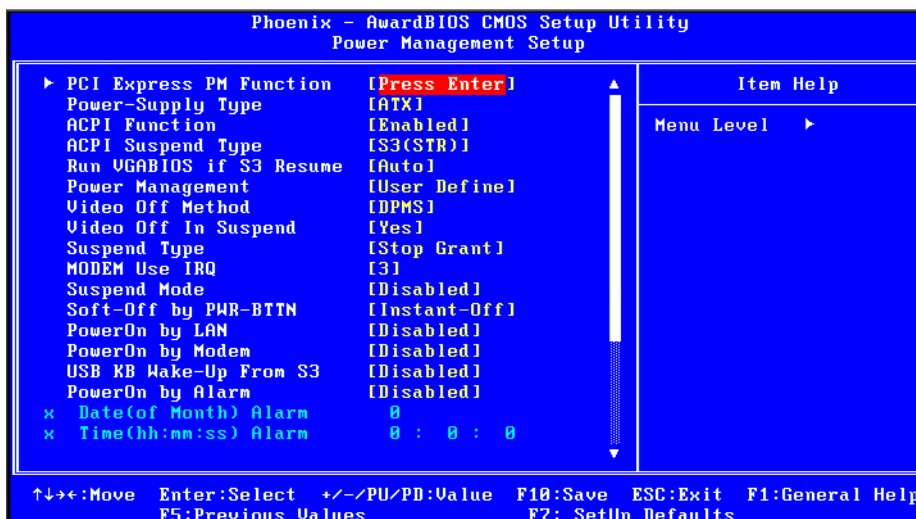 Phoenix - AwardBIOS CMOS Setup Utility
Power Management Setup
► PCI Express PM Function [Press Enter]
Power-Supply Type [ATX]
ACPI Function [Enabled]
ACPI Suspend Type [S3(STR)]
Run VGABIOS if S3 Resume [Auto]
Power Management [User Define]
Video Off Method [DPMS]
Video Off In Suspend [Yes]
Suspend Type [Stop Grant]
MODEM Use IRQ [3]
Suspend Mode [Disabled]
Soft-Off by PWR-BTTN [Instant-Off]
PowerOn by LAN [Disabled]
PowerOn by Modem [Disabled]
USB KB Wake-Up From S3 [Disabled]
PowerOn by Alarm [Disabled]
x Date(of Month) Alarm 0
x Time(hh:mm:ss) Alarm 0 : 0 : 0
Item Help
Menu Level ►
↑↓→←:Move Enter:Select +/-/PU/PD:Value F10:Save ESC:Exit F1:General Help
F5:Previous Values F7: SetUp Defaults